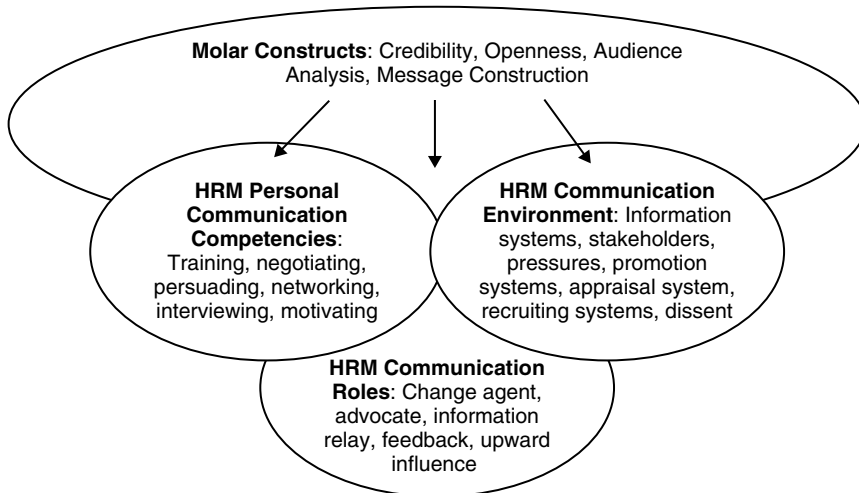 Molar Constructs: Credibility, Openness, Audience
Analysis, Message Construction
HRM Personal
Communication
Competencies:
Training, negotiating,
persuading, networking,
interviewing, motivating
HRM Communication
Environment: Information
systems, stakeholders,
pressures, promotion
systems, appraisal system,
recruiting systems, dissent
HRM Communication
Roles: Change agent,
advocate, information
relay, feedback, upward
influence